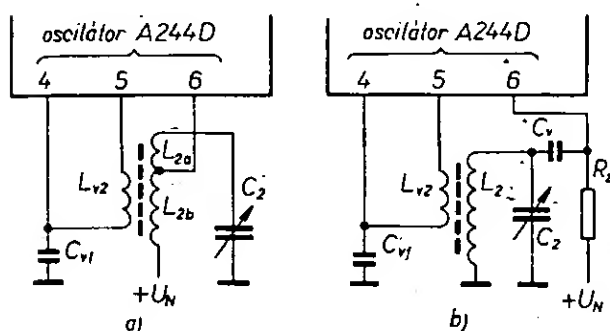 oscilátor A244D
4 5 6
L_v2
L_2a
L_2b
C_2
C_v1
+U_N
a)
oscilátor A244D
4 5 6
C_v
L_v2
L_2
C_2
C_v1
+U_N
b)